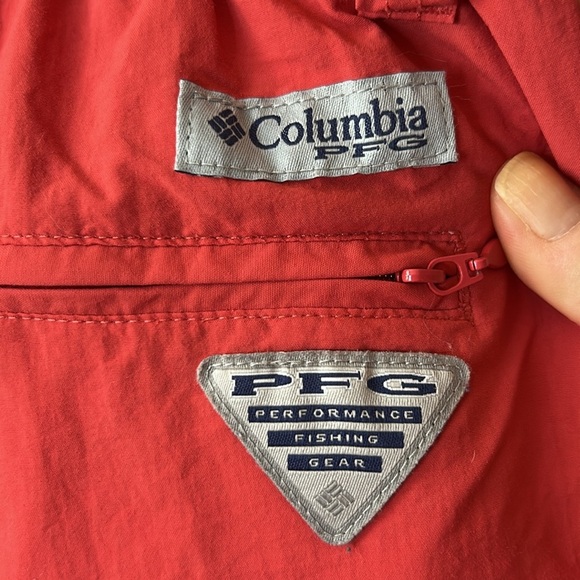 Columbia
PFG
PFG
PERFORMANCE
FISHING
GEAR